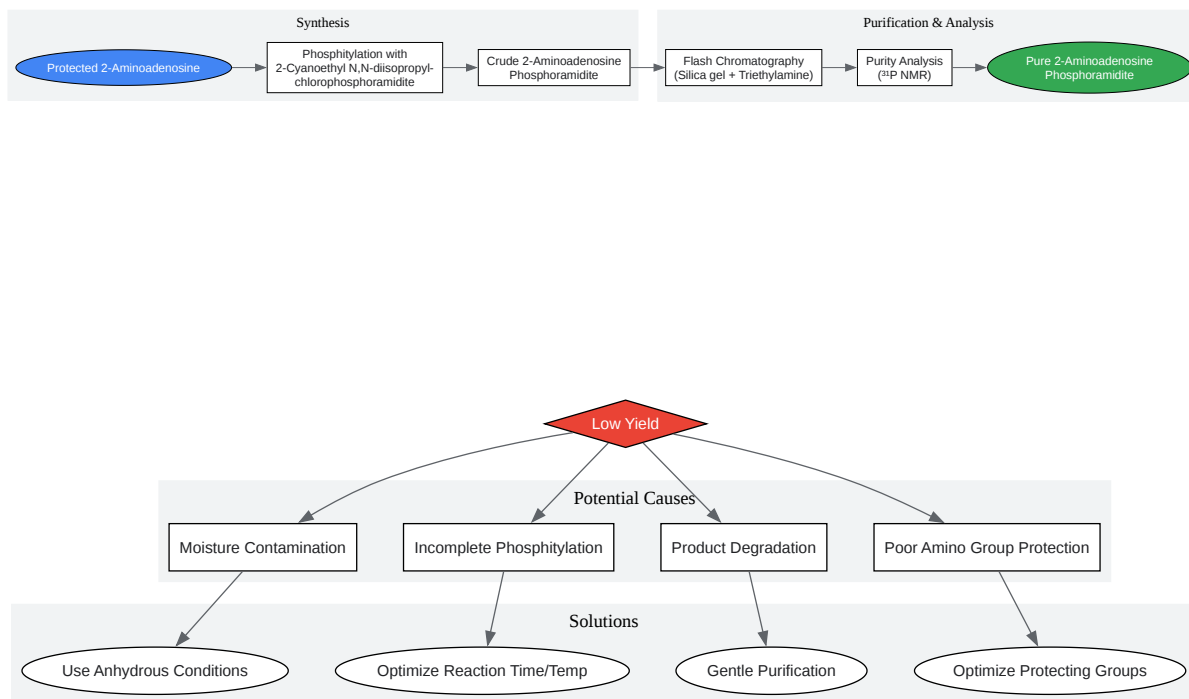 Synthesis
Purification & Analysis
Protected 2-Aminoadenosine
Phosphitylation with
2-Cyanoethyl N,N-diisopropyl-
chlorophosphoramidite
Crude 2-Aminoadenosine
Phosphoramidite
Flash Chromatography
(Silica gel + Triethylamine)
Purity Analysis
(³¹P NMR)
Pure 2-Aminoadenosine
Phosphoramidite
Low Yield
Potential Causes
Moisture Contamination
Incomplete Phosphitylation
Product Degradation
Poor Amino Group Protection
Solutions
Use Anhydrous Conditions
Optimize Reaction Time/Temp
Gentle Purification
Optimize Protecting Groups